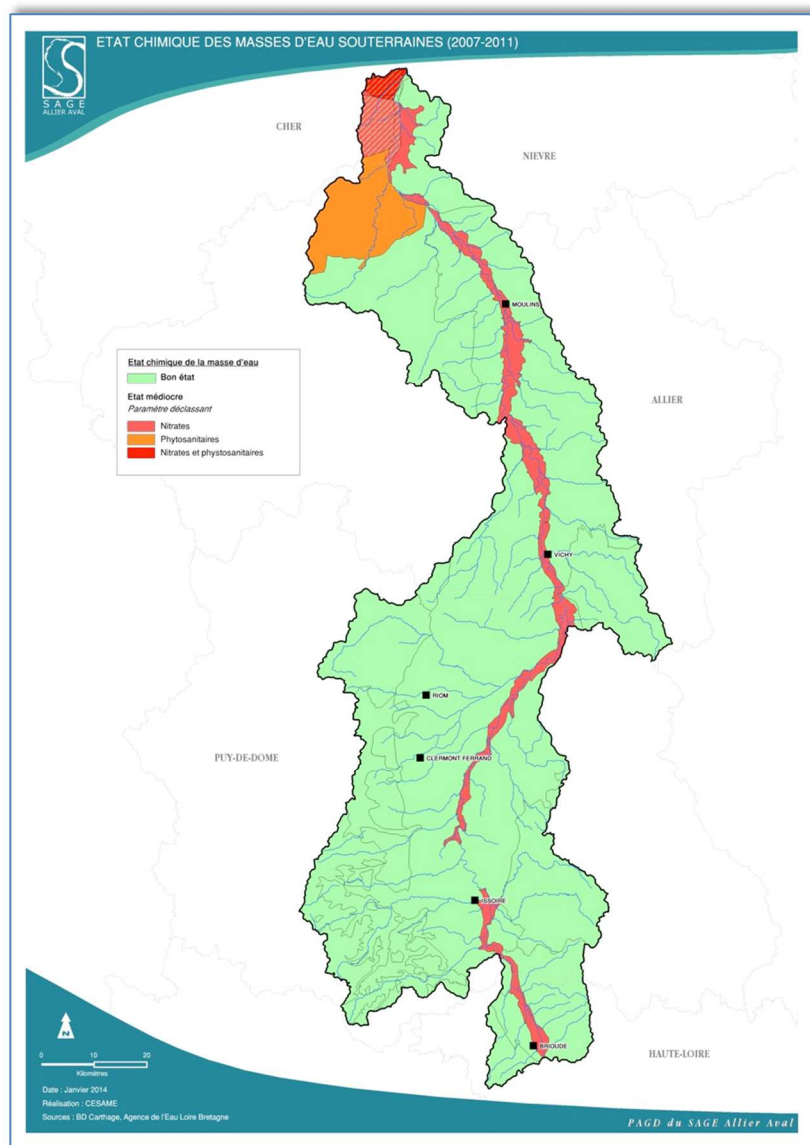 ETAT CHIMIQUE DES MASSES D'EAU SOUTERRAINES (2007-2011)
SAGE
ALLIER AVAL
CHER
NIEVRE
MOULINS
Etat chimique de la masse d'eau
Bon état
Etat médiocre
Paramètre déclassant
Nitrates
Phytosanitaires
Nitrates et phystosanitaires
ALLIER
VICHY
RIOM
PUY-DE-DOME
CLERMONT FERRAND
ISSOIRE
BRIOUDE
HAUTE-LOIRE
N
0 10 20
Kilomètres
Date : Janvier 2014
Réalisation : CESAME
Sources : BD Carthage, Agence de l'Eau Loire Bretagne
PAGD du SAGE Allier Aval